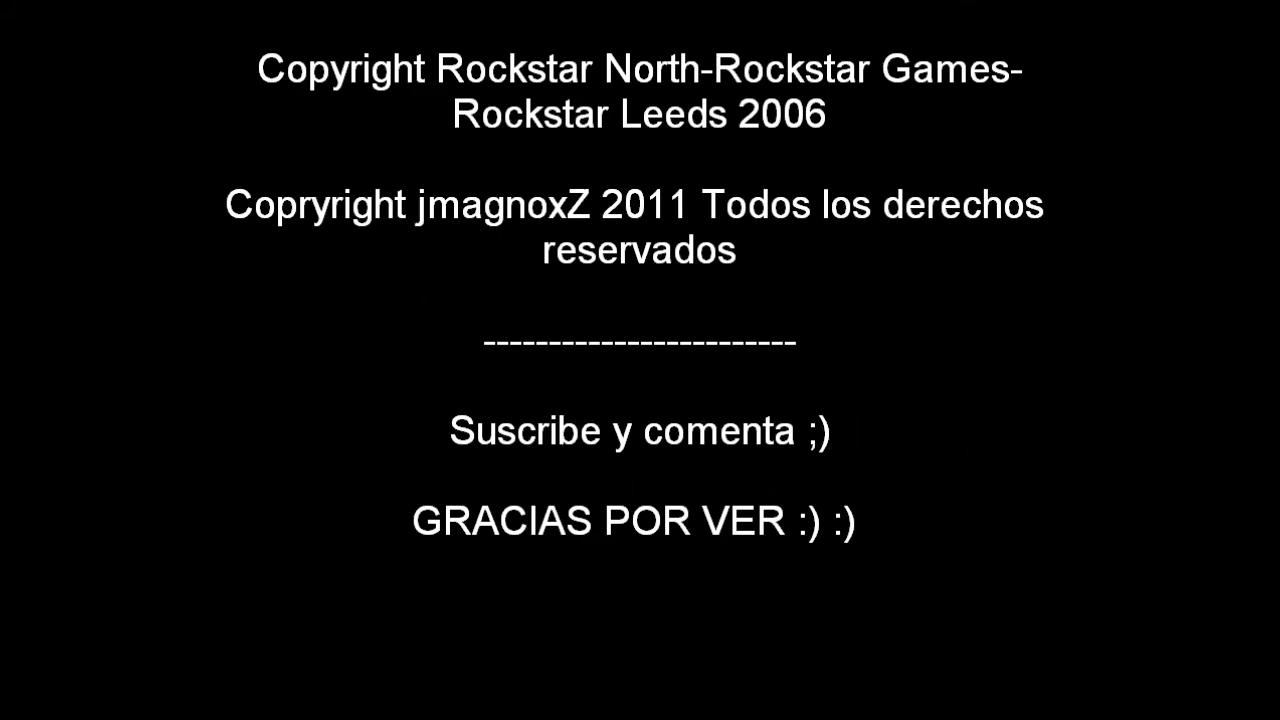 Copyright Rockstar North-Rockstar Games-
Rockstar Leeds 2006
Copryright jmagnoxZ 2011 Todos los derechos
reservados
------------------------
Suscribe y comenta ;)
GRACIAS POR VER :) :)